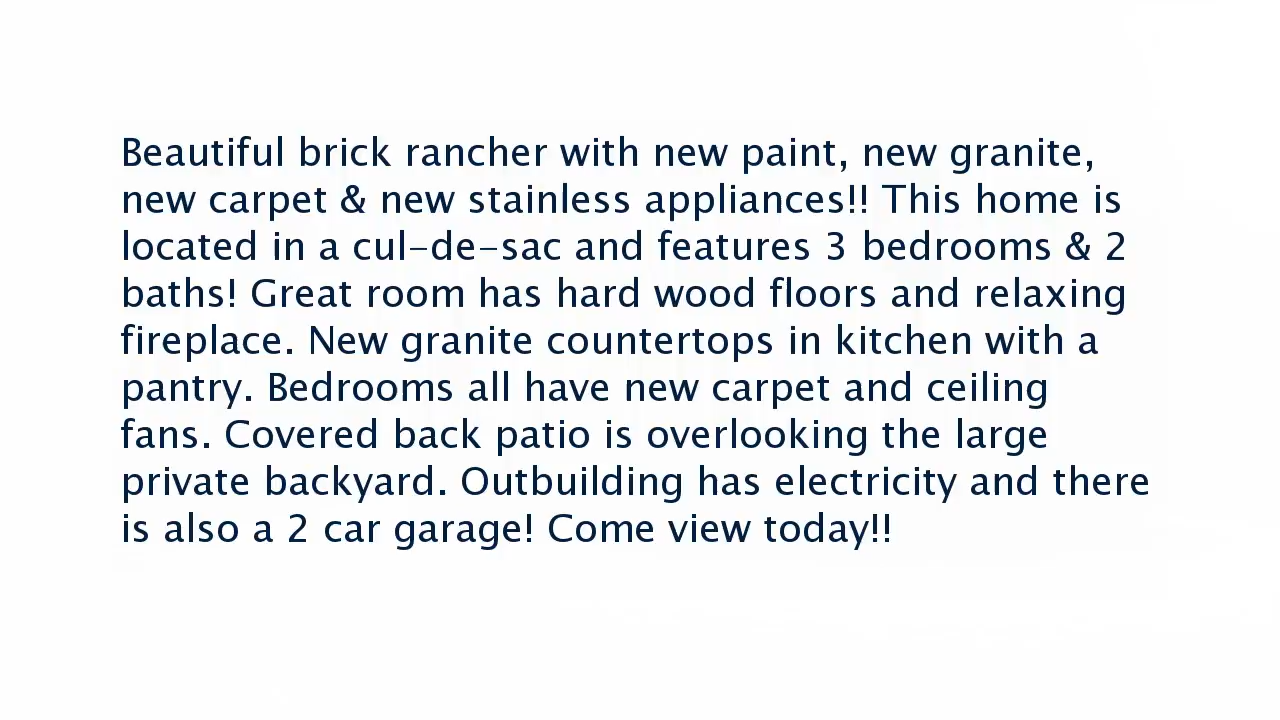 Beautiful brick rancher with new paint, new granite,
new carpet & new stainless appliances!! This home is
located in a cul-de-sac and features 3 bedrooms & 2
baths! Great room has hard wood floors and relaxing
fireplace. New granite countertops in kitchen with a
pantry. Bedrooms all have new carpet and ceiling
fans. Covered back patio is overlooking the large
private backyard. Outbuilding has electricity and there
is also a 2 car garage! Come view today!!